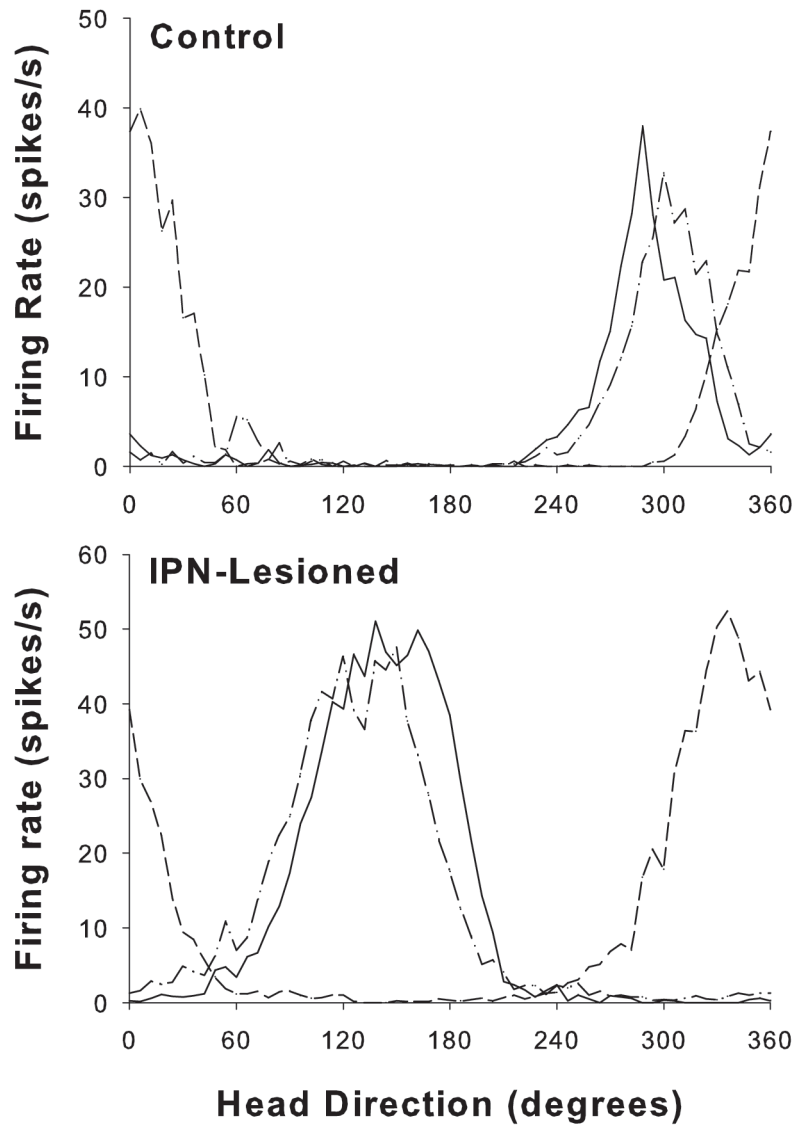 50
Control
40
30
20
10
0
Firing Rate (spikes/s)
0 60 120 180 240 300 360
60
IPN-Lesioned
50
40
30
20
10
0
Firing rate (spikes/s)
0 60 120 180 240 300 360
Head Direction (degrees)